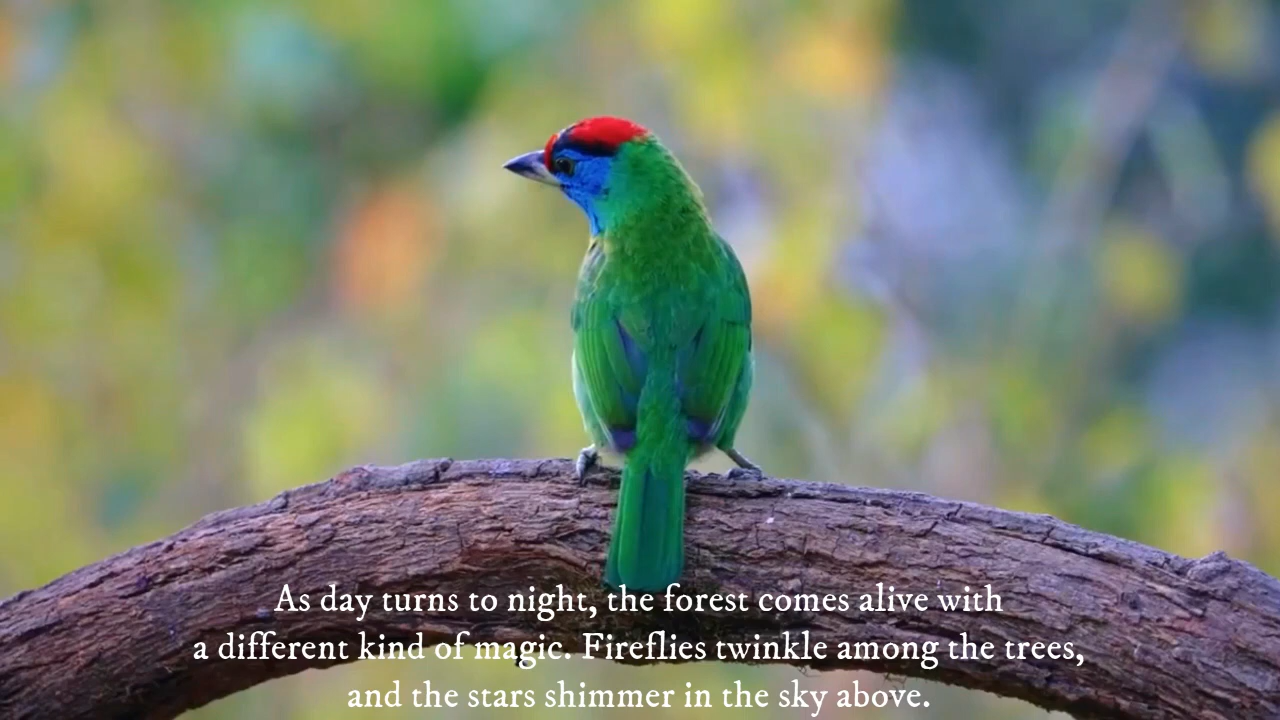 As day turns to night, the forest comes alive with
a different kind of magic. Fireflies twinkle among the trees,
and the stars shimmer in the sky above.